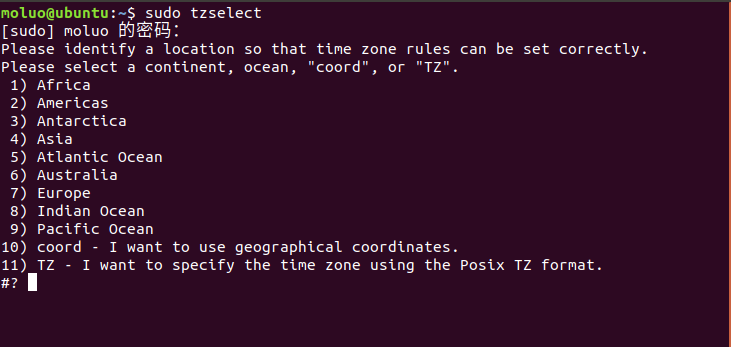 moluo@ubuntu:~$ sudo tzselect
[sudo] moluo 的密码：
Please identify a location so that time zone rules can be set correctly.
Please select a continent, ocean, "coord", or "TZ".
 1) Africa
 2) Americas
 3) Antarctica
 4) Asia
 5) Atlantic Ocean
 6) Australia
 7) Europe
 8) Indian Ocean
 9) Pacific Ocean
10) coord - I want to use geographical coordinates.
11) TZ - I want to specify the time zone using the Posix TZ format.
#?